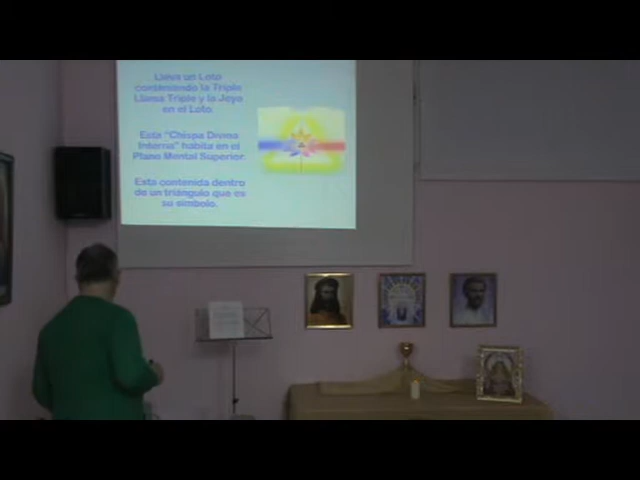 Lleva un Loto
conteniendo la Triple
Llama Triple y la Joya
en el Loto.
Esta "Chispa Divina
Interna" habita en el
Plano Mental Superior.
Esta contenida dentro
de un triángulo que es
su símbolo.